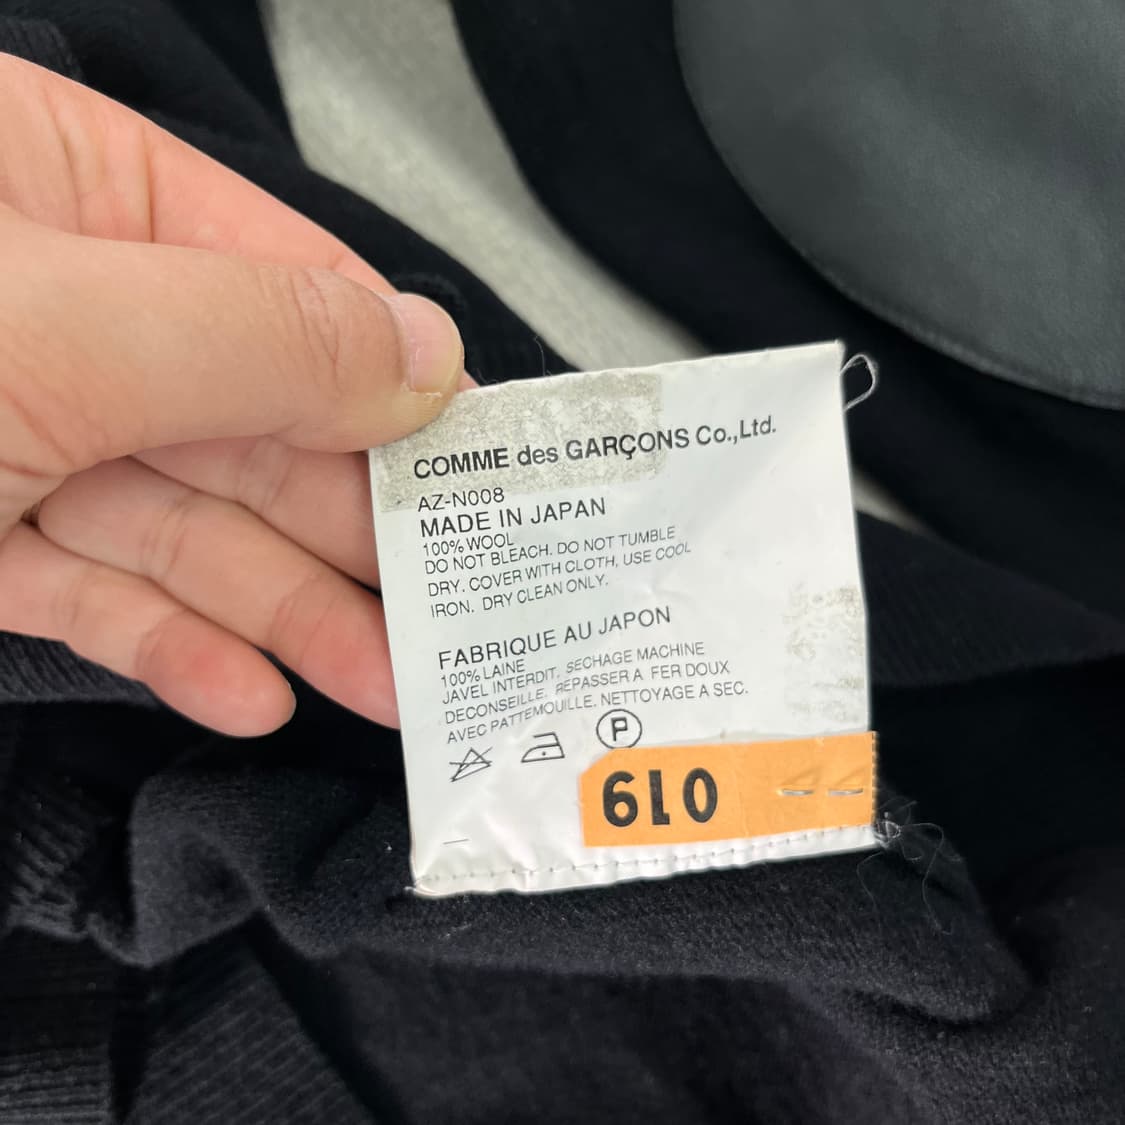 COMME des GARÇONS Co.,Ltd.
AZ-N008
MADE IN JAPAN
100% WOOL
DO NOT BLEACH. DO NOT TUMBLE
DRY. COVER WITH CLOTH, USE COOL
IRON. DRY CLEAN ONLY.
FABRIQUE AU JAPON
100% LAINE
JAVEL INTERDIT. SECHAGE MACHINE
DECONSEILLE. REPASSER A FER DOUX
AVEC PATTEMOUILLE. NETTOYAGE A SEC.
P
610